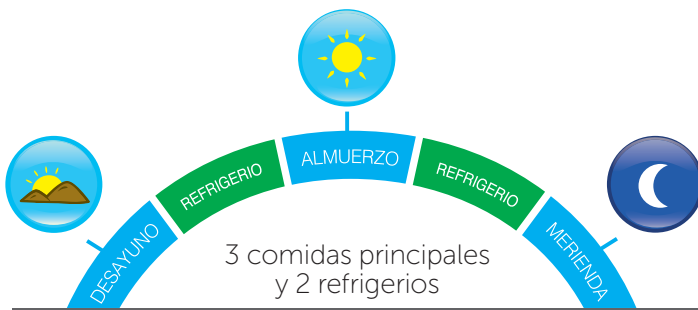 DESAYUNO
REFRIGERIO
ALMUERZO
REFRIGERIO
MERIENDA
3 comidas principales
y 2 refrigerios